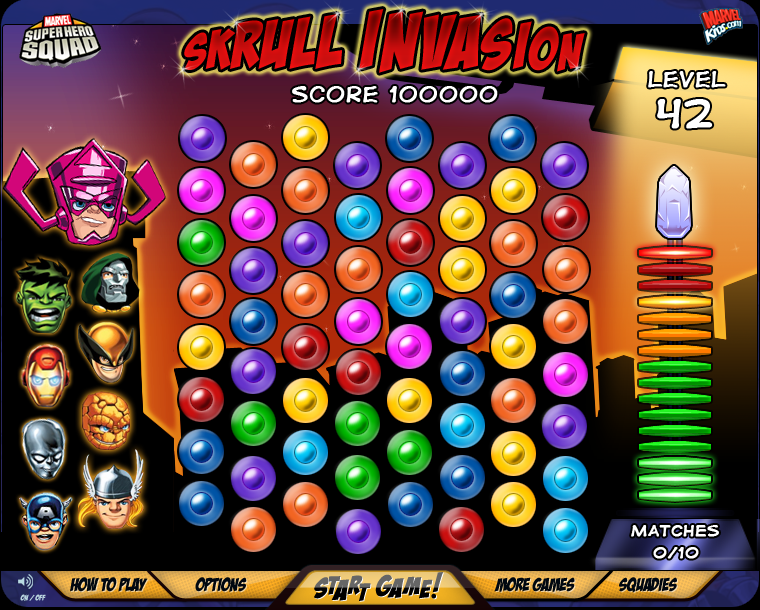 MARVEL
SUPER HERO
SQUAD
SKRULL INVASION
MARVEL
Kids.com
SCORE 100000
LEVEL
42
MATCHES
0/10
ON / OFF
HOW TO PLAY
OPTIONS
START GAME!
MORE GAMES
SQUADIES